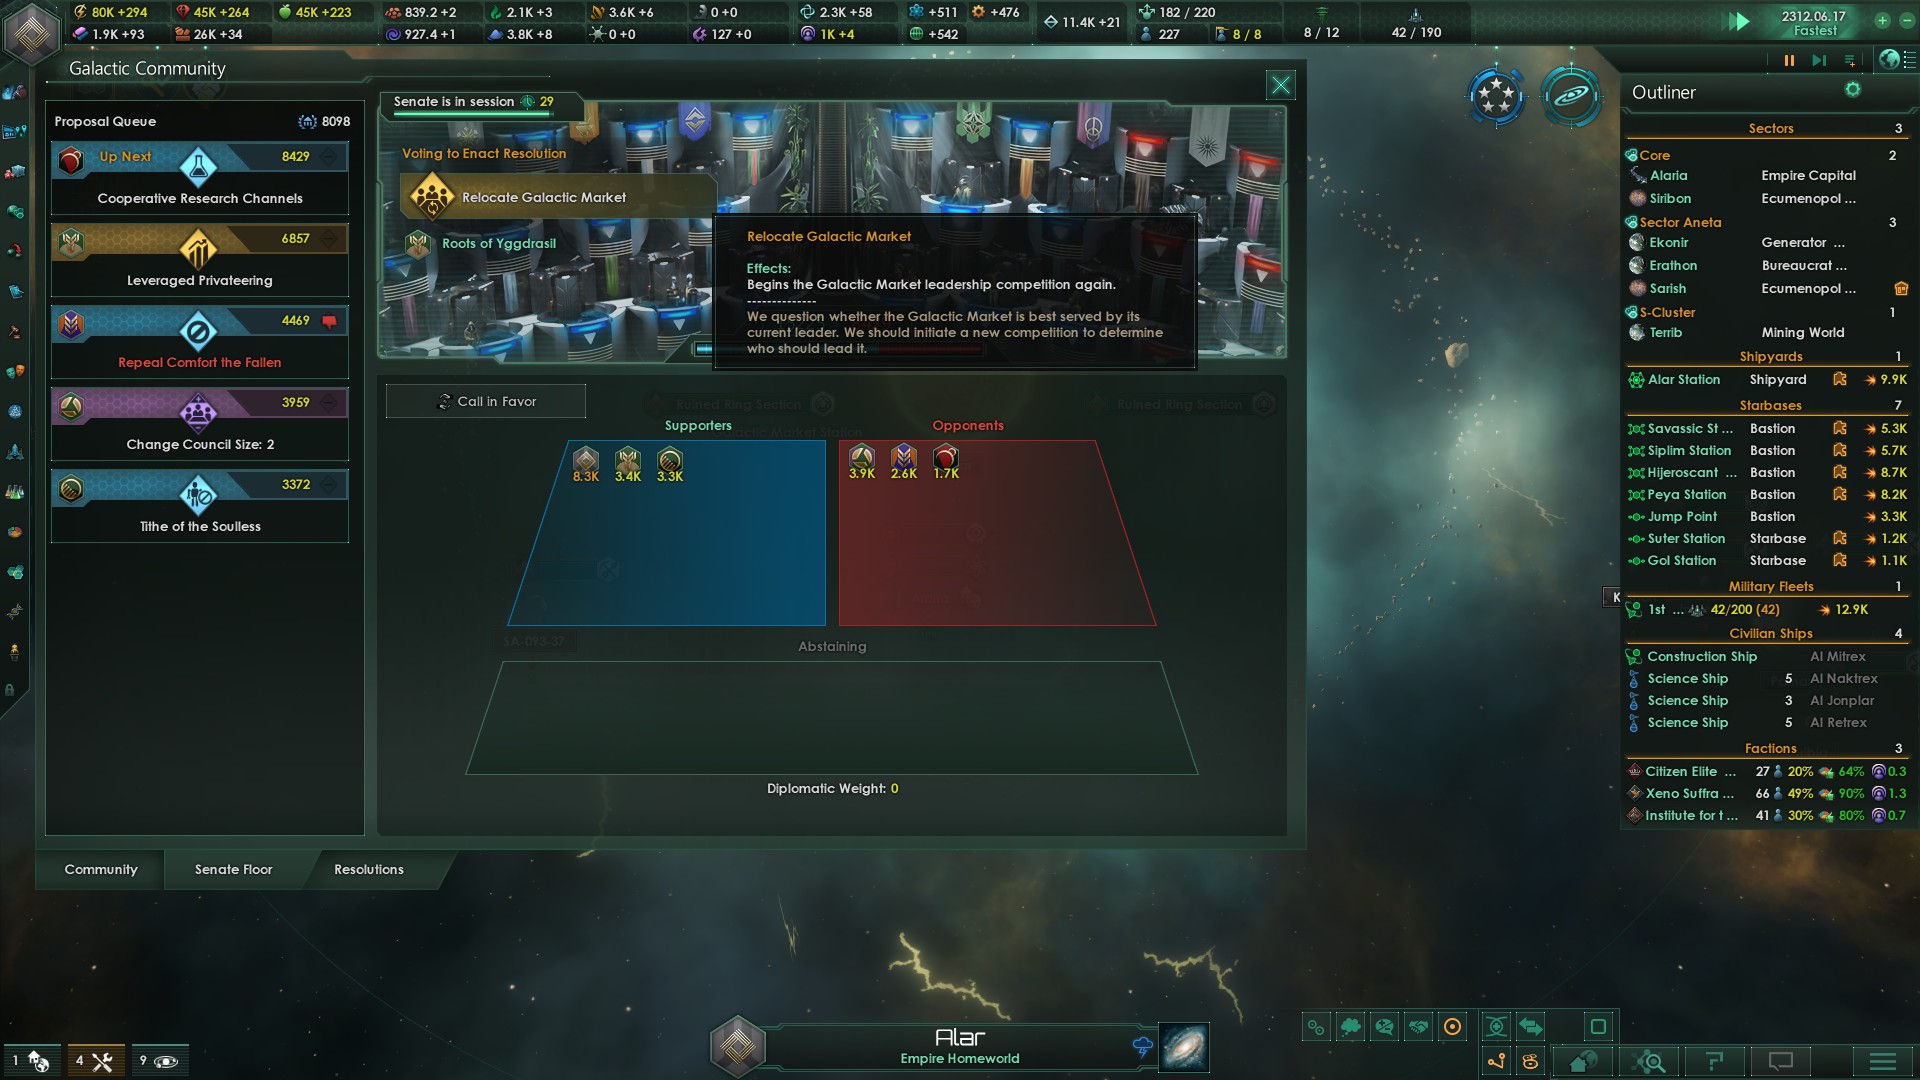 80K +294
45K +264
45K +223
839.2 +2
2.1K +3
3.6K +6
0 +0
2.3K +58
+511
+476
11.4K +21
182 / 220
8 / 12
42 / 190
2312.06.17
Fastest
1.9K +93
26K +34
927.4 +1
3.8K +8
0 +0
127 +0
1K +4
+542
227
8 / 8
Galactic Community
Proposal Queue
8098
Up Next
8429
Cooperative Research Channels
6857
Leveraged Privateering
4469
Repeal Comfort the Fallen
3959
Change Council Size: 2
3372
Tithe of the Soulless
Senate is in session
29
Voting to Enact Resolution
Relocate Galactic Market
Roots of Yggdrasil
Relocate Galactic Market
Effects:
Begins the Galactic Market leadership competition again.
--------------
We question whether the Galactic Market is best served by its
current leader. We should initiate a new competition to determine
who should lead it.
Call in Favor
Ruined Ring Section
Ruined Ring Section
Supporters
Opponents
8.3K
3.4K
3.3K
3.9K
2.6K
1.7K
SA-093-37
Abstaining
Diplomatic Weight: 0
Community
Senate Floor
Resolutions
Outliner
Sectors 3
Core 2
Alaria Empire Capital
Siribon Ecumenopol ...
Sector Aneta 3
Ekonir Generator ...
Erathon Bureaucrat ...
Sarish Ecumenopol ...
S-Cluster 1
Terrib Mining World
Shipyards 1
Alar Station Shipyard 9.9K
Starbases 7
Savassic St ... Bastion 5.3K
Siplim Station Bastion 5.7K
Hijeroscant ... Bastion 8.7K
Peya Station Bastion 8.2K
Jump Point Bastion 3.3K
Suter Station Starbase 1.2K
Gol Station Starbase 1.1K
Military Fleets 1
1st ... 42/200 (42) 12.9K
Civilian Ships 4
Construction Ship Al Mitrex
Science Ship 5 Al Naktrex
Science Ship 3 Al Jonplar
Science Ship 5 Al Retrex
Factions 3
Citizen Elite ... 27 20% 64% 0.3
Xeno Suffra ... 66 49% 90% 1.3
Institute for t ... 41 30% 80% 0.7
1
4
9
Alar
Empire Homeworld